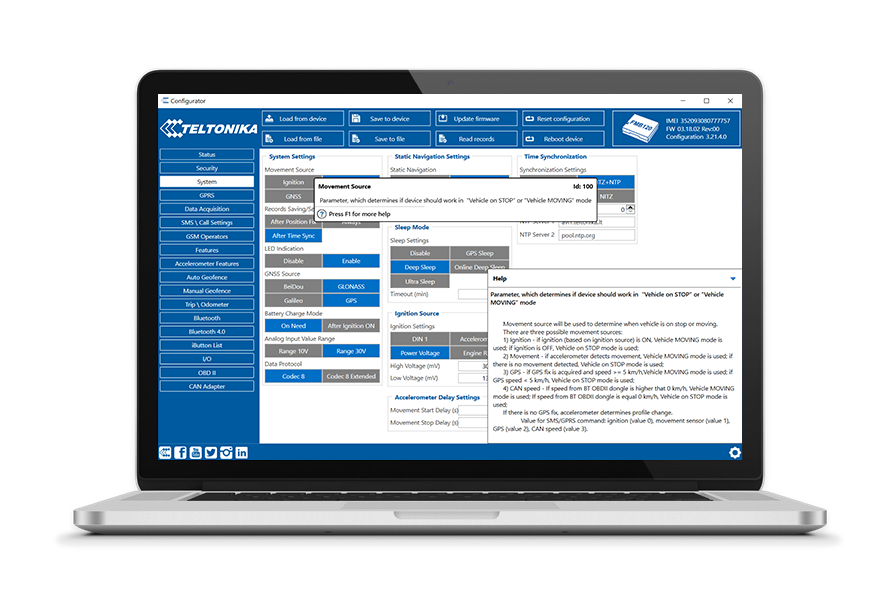 Configurator
TELTONIKA
Load from device
Save to device
Update firmware
Reset configuration
Load from file
Save to file
Read records
Reboot device
FMB120
IMEI 352093080777757
FW 03.18.02 Rev:00
Configuration 3.21.4.0
Status
Security
System
GPRS
Data Acquisition
SMS \ Call Settings
GSM Operators
Features
Accelerometer Features
Auto Geofence
Manual Geofence
Trip \ Odometer
Bluetooth
Bluetooth 4.0
iButton List
I/O
OBD II
CAN Adapter
System Settings
Movement Source
Ignition
GNSS
Records Saving/Se
After Position Fix
Always
After Time Sync
LED Indication
Disable
Enable
GNSS Source
BeiDou
GLONASS
Galileo
GPS
Battery Charge Mode
On Need
After Ignition ON
Analog Input Value Range
Range 10V
Range 30V
Data Protocol
Codec 8
Codec 8 Extended
Static Navigation Settings
Static Navigation
Movement Source
Id: 100
Parameter, which determines if device should work in "Vehicle on STOP" or "Vehicle MOVING" mode
Press F1 for more help
Sleep Mode
Sleep Settings
Disable
GPS Sleep
Deep Sleep
Online Deep Sleep
Ultra Sleep
Timeout (min)
Ignition Source
Ignition Settings
DIN 1
Accelerom
Power Voltage
Engine R
High Voltage (mV)
30
Low Voltage (mV)
13
Accelerometer Delay Settings
Movement Start Delay (s)
Movement Stop Delay (s)
Time Synchronization
Synchronization Settings
ITZ+NTP
NITZ
0
NTP Server 2
pool.ntp.org
Help
Parameter, which determines if device should work in "Vehicle on STOP" or "Vehicle
MOVING" mode
Movement source will be used to determine when vehicle is on stop or moving.
There are three possible movement sources:
1) Ignition - if ignition (based on ignition source) is ON, Vehicle MOVING mode is
used; if ignition is OFF, Vehicle on STOP mode is used;
2) Movement - if accelerometer detects movement, Vehicle MOVING mode is used; if
there is no movement detected, Vehicle on STOP mode is used;
3) GPS - if GPS fix is acquired and speed >= 5 km/h;Vehicle MOVING mode is used; if
GPS speed < 5 km/h, Vehicle on STOP mode is used;
4) CAN speed - If speed from BT OBDII dongle is higher that 0 km/h, Vehicle MOVING
mode is used; If speed from BT OBDII dongle is equal 0 km/h, Vehicle on STOP mode is
used;
If there is no GPS fix, accelerometer determines profile change.
Value for SMS/GPRS command: ignition (value 0), movement sensor (value 1),
GPS (value 2), CAN speed (value 3).